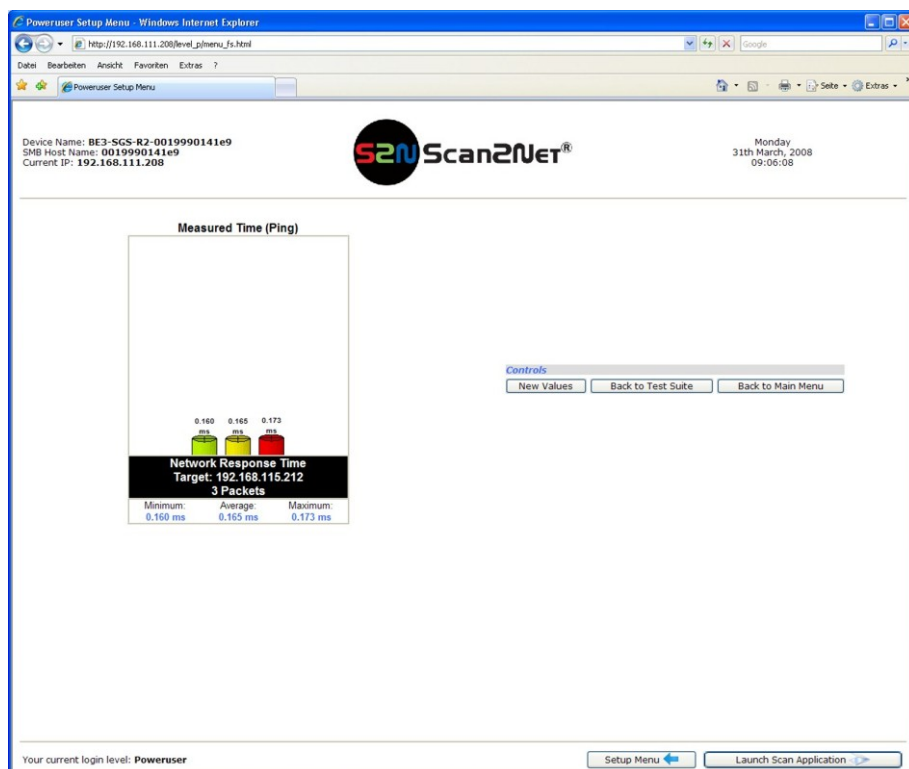 Poweruser Setup Menu - Windows Internet Explorer
http://192.168.111.208/level_p/menu_fs.html
Google
Datei Bearbeiten Ansicht Favoriten Extras ?
Poweruser Setup Menu
Seite Extras
Device Name: BE3-SGS-R2-0019990141e9
SMB Host Name: 0019990141e9
Current IP: 192.168.111.208
S2N Scan2Net®
Monday
31th March, 2008
09:06:08
Measured Time (Ping)
0.160 ms
0.165 ms
0.173 ms
Network Response Time
Target: 192.168.115.212
3 Packets
Minimum: Average: Maximum:
0.160 ms 0.165 ms 0.173 ms
Controls
New Values Back to Test Suite Back to Main Menu
Your current login level: Poweruser
Setup Menu Launch Scan Application